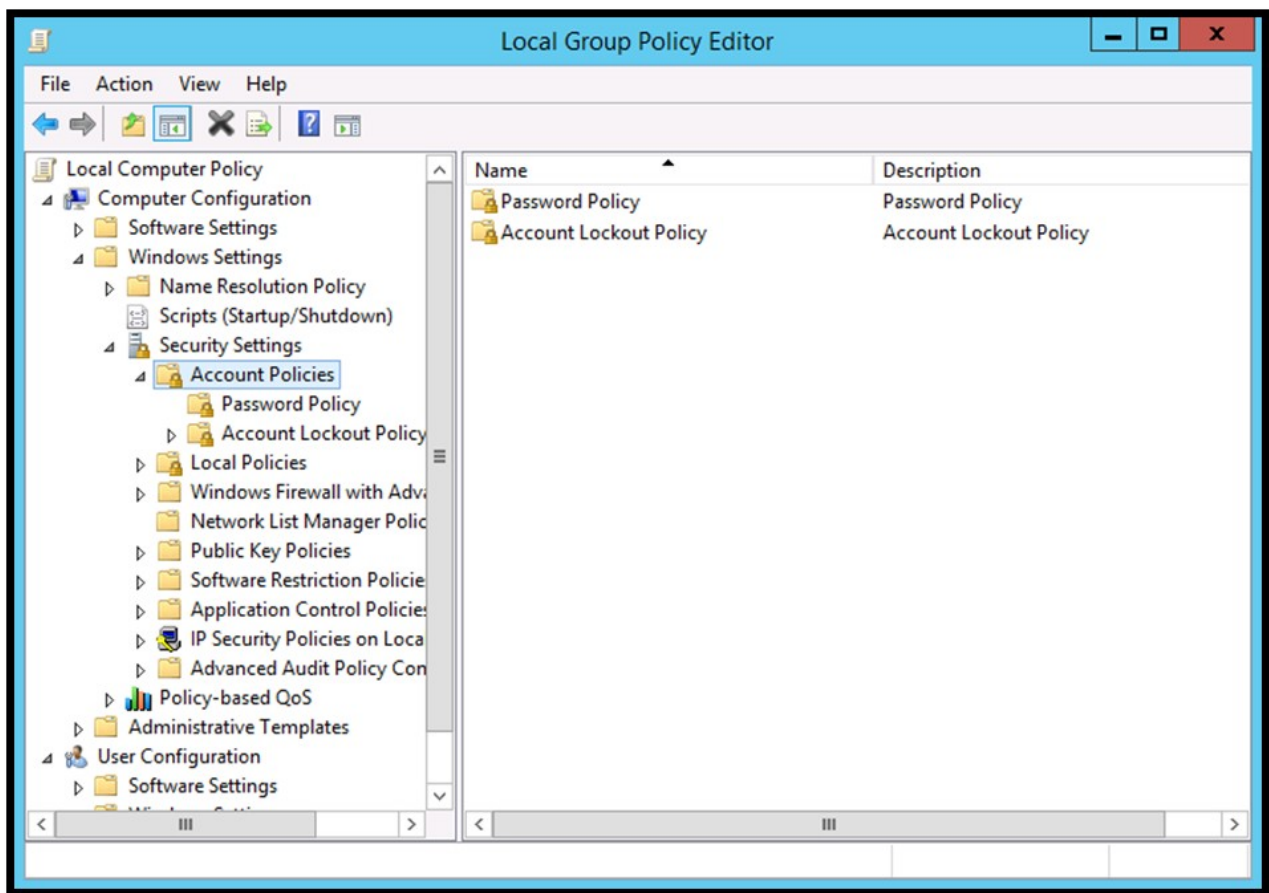 Local Group Policy Editor
File Action View Help
Local Computer Policy
Computer Configuration
Software Settings
Windows Settings
Name Resolution Policy
Scripts (Startup/Shutdown)
Security Settings
Account Policies
Password Policy
Account Lockout Policy
Local Policies
Windows Firewall with Adva
Network List Manager Polic
Public Key Policies
Software Restriction Policie
Application Control Policies
IP Security Policies on Loca
Advanced Audit Policy Con
Policy-based QoS
Administrative Templates
User Configuration
Software Settings
Name Description
Password Policy Password Policy
Account Lockout Policy Account Lockout Policy